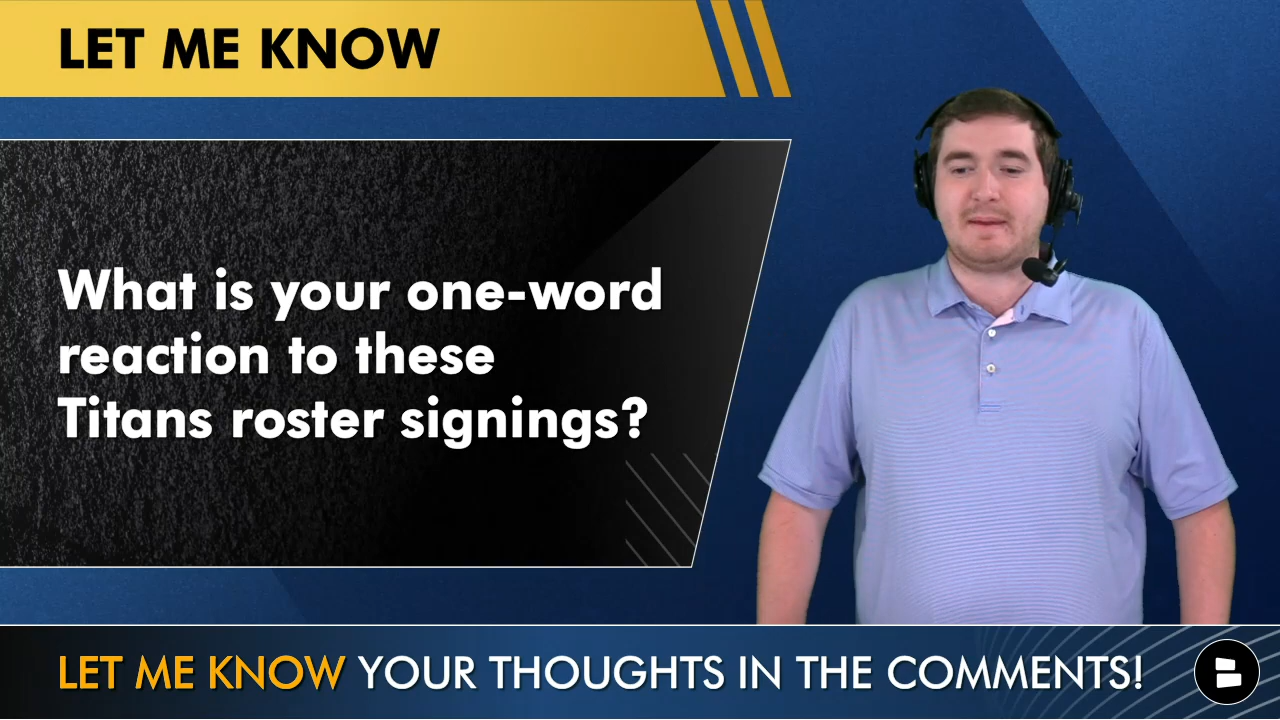 LET ME KNOW
What is your one-word
reaction to these
Titans roster signings?
LET ME KNOW YOUR THOUGHTS IN THE COMMENTS!